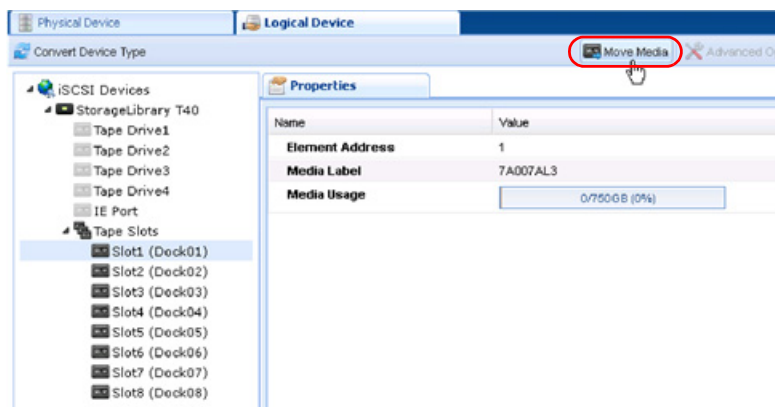 Physical Device
Logical Device
Convert Device Type
Move Media
Advanced O
iSCSI Devices
StorageLibrary T40
Tape Drive1
Tape Drive2
Tape Drive3
Tape Drive4
IE Port
Tape Slots
Slot1 (Dock01)
Slot2 (Dock02)
Slot3 (Dock03)
Slot4 (Dock04)
Slot5 (Dock05)
Slot6 (Dock06)
Slot7 (Dock07)
Slot8 (Dock08)
Properties
Name Value
Element Address 1
Media Label 7A007AL3
Media Usage 0/750GB (0%)